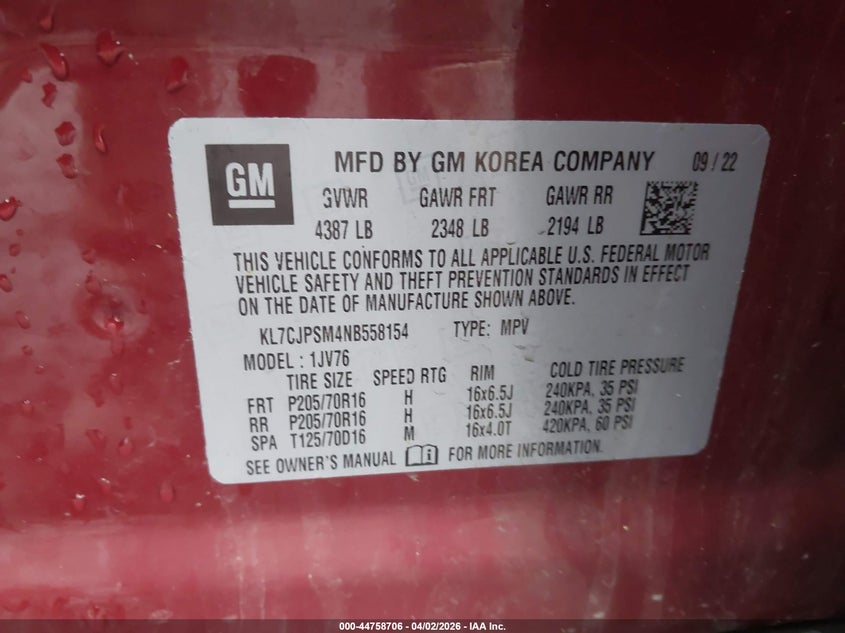 GM MFD BY GM KOREA COMPANY 09 / 22
GVWR GAWR FRT GAWR RR
4387 LB 2348 LB 2194 LB
THIS VEHICLE CONFORMS TO ALL APPLICABLE U.S. FEDERAL MOTOR
VEHICLE SAFETY AND THEFT PREVENTION STANDARDS IN EFFECT
ON THE DATE OF MANUFACTURE SHOWN ABOVE.
KL7CJPSM4NB558154 TYPE: MPV
MODEL : 1JV76
TIRE SIZE SPEED RTG RIM COLD TIRE PRESSURE
FRT P205/70R16 H 16x6.5J 240KPA, 35 PSI
RR P205/70R16 H 16x6.5J 240KPA, 35 PSI
SPA T125/70D16 M 16x4.0T 420KPA, 60 PSI
SEE OWNER'S MANUAL FOR MORE INFORMATION.
000-44758706 - 04/02/2026 - IAA Inc.